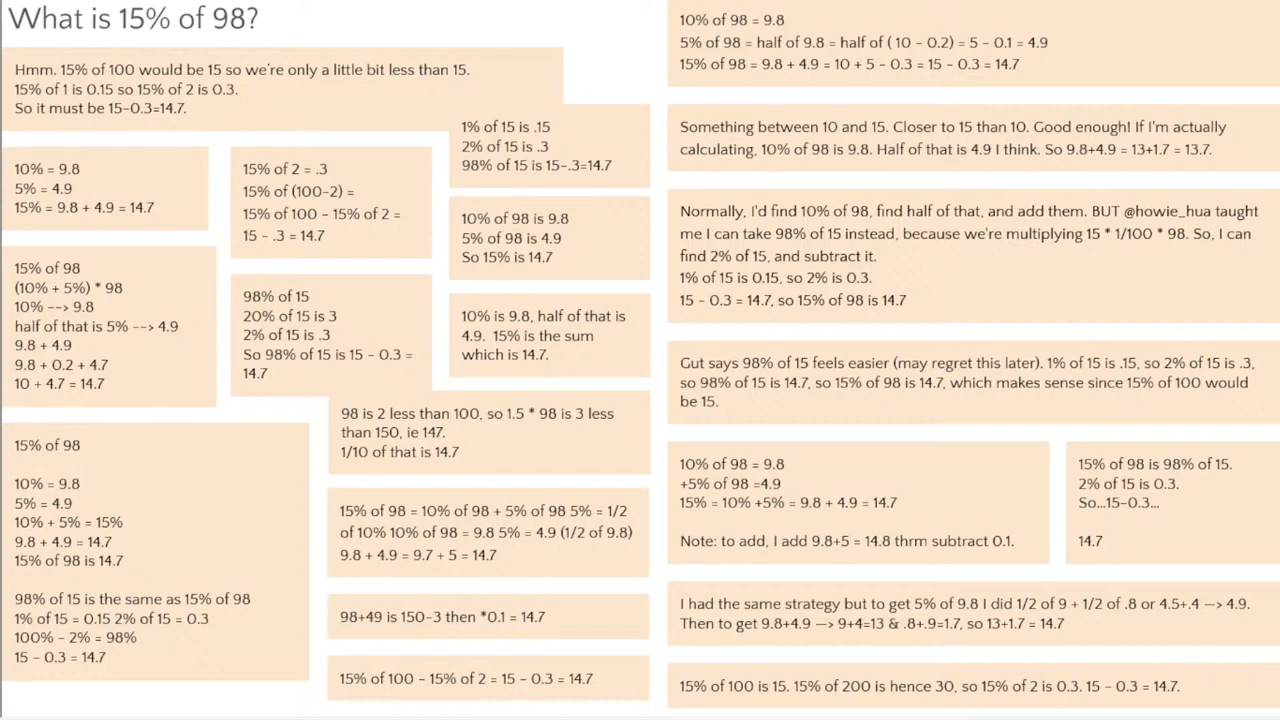 What is 15% of 98?
Hmm. 15% of 100 would be 15 so we're only a little bit less than 15.
15% of 1 is 0.15 so 15% of 2 is 0.3.
So it must be 15-0.3=14.7.
1% of 15 is .15
2% of 15 is .3
98% of 15 is 15-.3=14.7
10% = 9.8
5% = 4.9
15% = 9.8 + 4.9 = 14.7
15% of 2 = .3
15% of (100-2) =
15% of 100 - 15% of 2 =
15 - .3 = 14.7
10% of 98 is 9.8
5% of 98 is 4.9
So 15% is 14.7
15% of 98
(10% + 5%) * 98
10% --> 9.8
half of that is 5% --> 4.9
9.8 + 4.9
9.8 + 0.2 + 4.7
10 + 4.7 = 14.7
98% of 15
20% of 15 is 3
2% of 15 is .3
So 98% of 15 is 15 - 0.3 =
14.7
10% is 9.8, half of that is
4.9. 15% is the sum
which is 14.7.
98 is 2 less than 100, so 1.5 * 98 is 3 less
than 150, ie 147.
1/10 of that is 14.7
15% of 98
10% = 9.8
5% = 4.9
10% + 5% = 15%
9.8 + 4.9 = 14.7
15% of 98 is 14.7
98% of 15 is the same as 15% of 98
1% of 15 = 0.15 2% of 15 = 0.3
100% - 2% = 98%
15 - 0.3 = 14.7
15% of 98 = 10% of 98 + 5% of 98 5% = 1/2
of 10% 10% of 98 = 9.8 5% = 4.9 (1/2 of 9.8)
9.8 + 4.9 = 9.7 + 5 = 14.7
98+49 is 150-3 then *0.1 = 14.7
15% of 100 - 15% of 2 = 15 - 0.3 = 14.7
10% of 98 = 9.8
5% of 98 = half of 9.8 = half of ( 10 - 0.2) = 5 - 0.1 = 4.9
15% of 98 = 9.8 + 4.9 = 10 + 5 - 0.3 = 15 - 0.3 = 14.7
Something between 10 and 15. Closer to 15 than 10. Good enough! If I'm actually
calculating, 10% of 98 is 9.8. Half of that is 4.9 I think. So 9.8+4.9 = 13+1.7 = 13.7.
Normally, I'd find 10% of 98, find half of that, and add them. BUT @howie_hua taught
me I can take 98% of 15 instead, because we're multiplying 15 * 1/100 * 98. So, I can
find 2% of 15, and subtract it.
1% of 15 is 0.15, so 2% is 0.3.
15 - 0.3 = 14.7, so 15% of 98 is 14.7
Gut says 98% of 15 feels easier (may regret this later). 1% of 15 is .15, so 2% of 15 is .3,
so 98% of 15 is 14.7, so 15% of 98 is 14.7, which makes sense since 15% of 100 would
be 15.
10% of 98 = 9.8
+5% of 98 =4.9
15% = 10% +5% = 9.8 + 4.9 = 14.7
Note: to add, I add 9.8+5 = 14.8 thrm subtract 0.1.
15% of 98 is 98% of 15.
2% of 15 is 0.3.
So...15-0.3...
14.7
I had the same strategy but to get 5% of 9.8 I did 1/2 of 9 + 1/2 of .8 or 4.5+.4 —> 4.9.
Then to get 9.8+4.9 —> 9+4=13 & .8+.9=1.7, so 13+1.7 = 14.7
15% of 100 is 15. 15% of 200 is hence 30, so 15% of 2 is 0.3. 15 - 0.3 = 14.7.